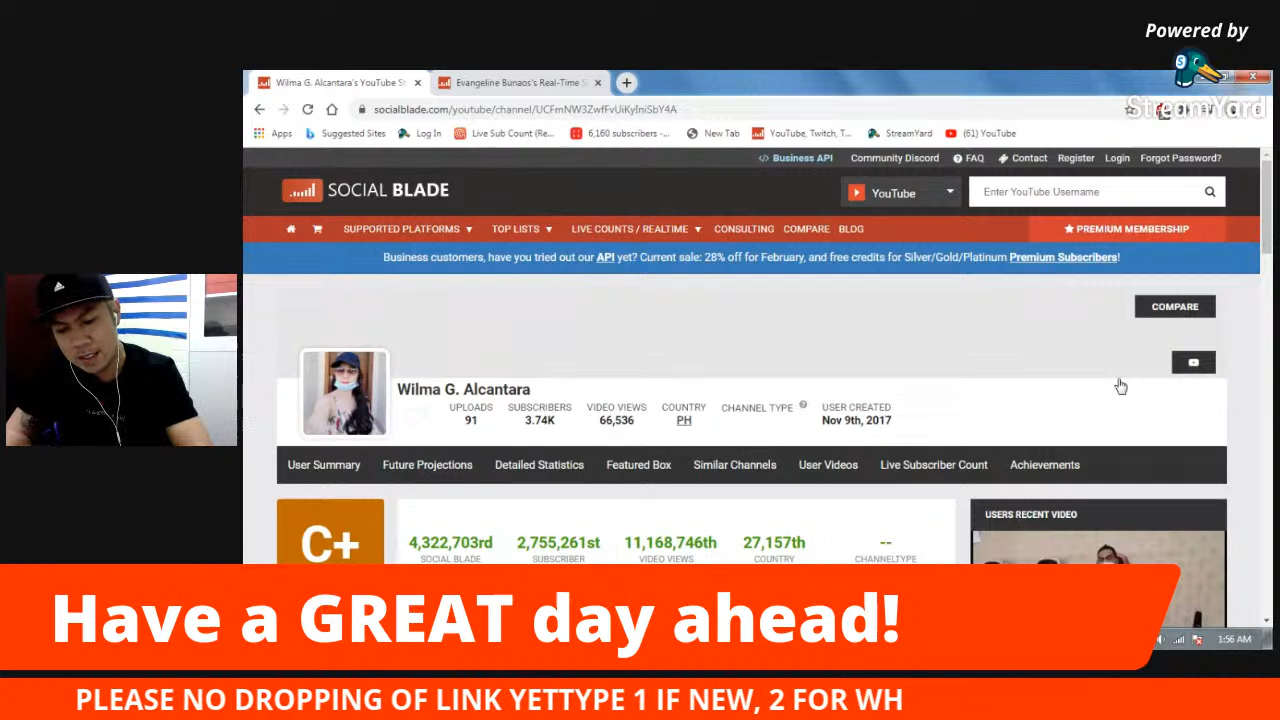 Powered by
StreamYard
Wilma G. Alcantara's YouTube S
Evangeline Bunaos's Real-Time S
socialblade.com/youtube/channel/UCFmNW3ZwfFvUiKyIniSbY4A
Apps
Suggested Sites
Log In
Live Sub Count (Re...
6,160 subscribers -...
New Tab
YouTube, Twitch, T...
StreamYard
(61) YouTube
Business API
Community Discord
FAQ
Contact
Register
Login
Forgot Password?
SOCIAL BLADE
YouTube
Enter YouTube Username
SUPPORTED PLATFORMS
TOP LISTS
LIVE COUNTS / REALTIME
CONSULTING
COMPARE
BLOG
PREMIUM MEMBERSHIP
Business customers, have you tried out our API yet? Current sale: 28% off for February, and free credits for Silver/Gold/Platinum Premium Subscribers!
COMPARE
Wilma G. Alcantara
UPLOADS SUBSCRIBERS VIDEO VIEWS COUNTRY CHANNEL TYPE USER CREATED
91 3.74K 66,536 PH Nov 9th, 2017
User Summary
Future Projections
Detailed Statistics
Featured Box
Similar Channels
User Videos
Live Subscriber Count
Achievements
C+
4,322,703rd 2,755,261st 11,168,746th 27,157th --
SOCIAL BLADE SUBSCRIBER VIDEO VIEWS COUNTRY CHANNELTYPE
USERS RECENT VIDEO
Have a GREAT day ahead!
1:56 AM
PLEASE NO DROPPING OF LINK YETTYPE 1 IF NEW, 2 FOR WH